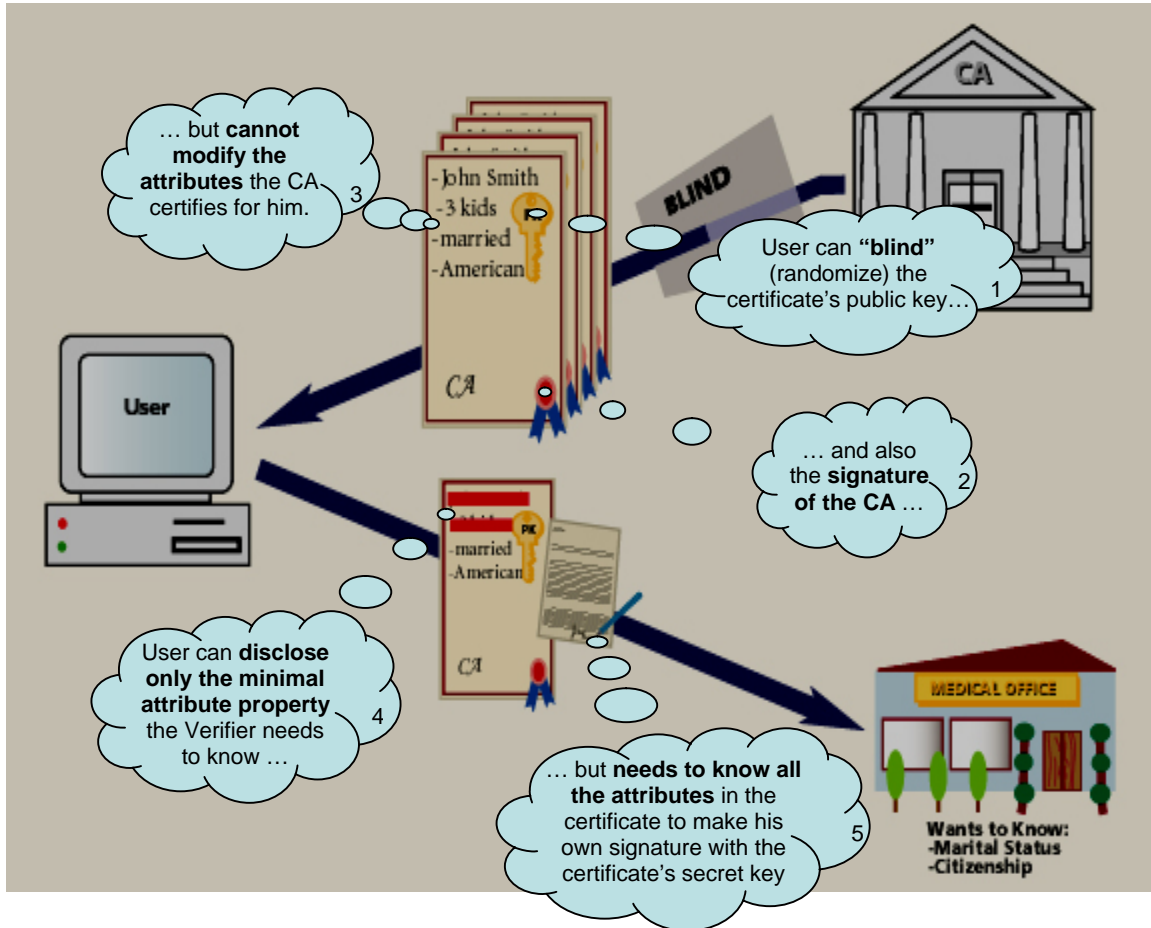 CA
… but cannot
modify the
attributes the CA
certifies for him.
3
-John Smith
-3 kids
-married
-American
CA
BLIND
User can “blind”
(randomize) the
certificate’s public key…
1
User
… and also
the signature
of the CA …
2
-married
-American
PK
CA
User can disclose
only the minimal
attribute property
the Verifier needs
to know …
4
MEDICAL OFFICE
… but needs to know all
the attributes in the
certificate to make his
own signature with the
certificate’s secret key
5
Wants to Know:
-Marital Status
-Citizenship